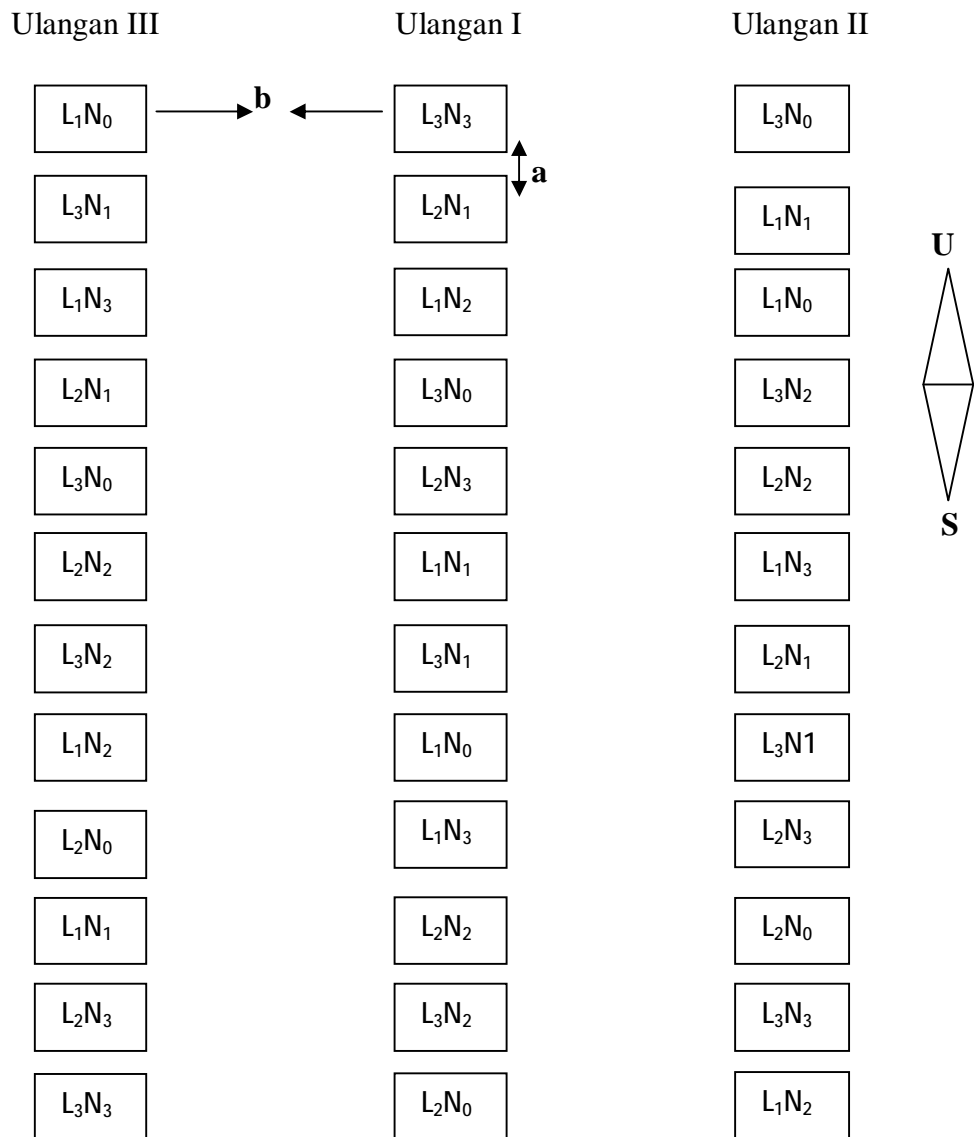 Ulangan III Ulangan I Ulangan II
L₁N₀ b L₃N₃ L₃N₀
a
L₃N₁ L₂N₁ L₁N₁
U
L₁N₃ L₁N₂ L₁N₀
L₂N₁ L₃N₀ L₃N₂
L₃N₀ L₂N₃ L₂N₂
S
L₂N₂ L₁N₁ L₁N₃
L₃N₂ L₃N₁ L₂N₁
L₁N₂ L₁N₀ L₃N1
L₂N₀ L₁N₃ L₂N₃
L₁N₁ L₂N₂ L₂N₀
L₂N₃ L₃N₂ L₃N₃
L₃N₃ L₂N₀ L₁N₂